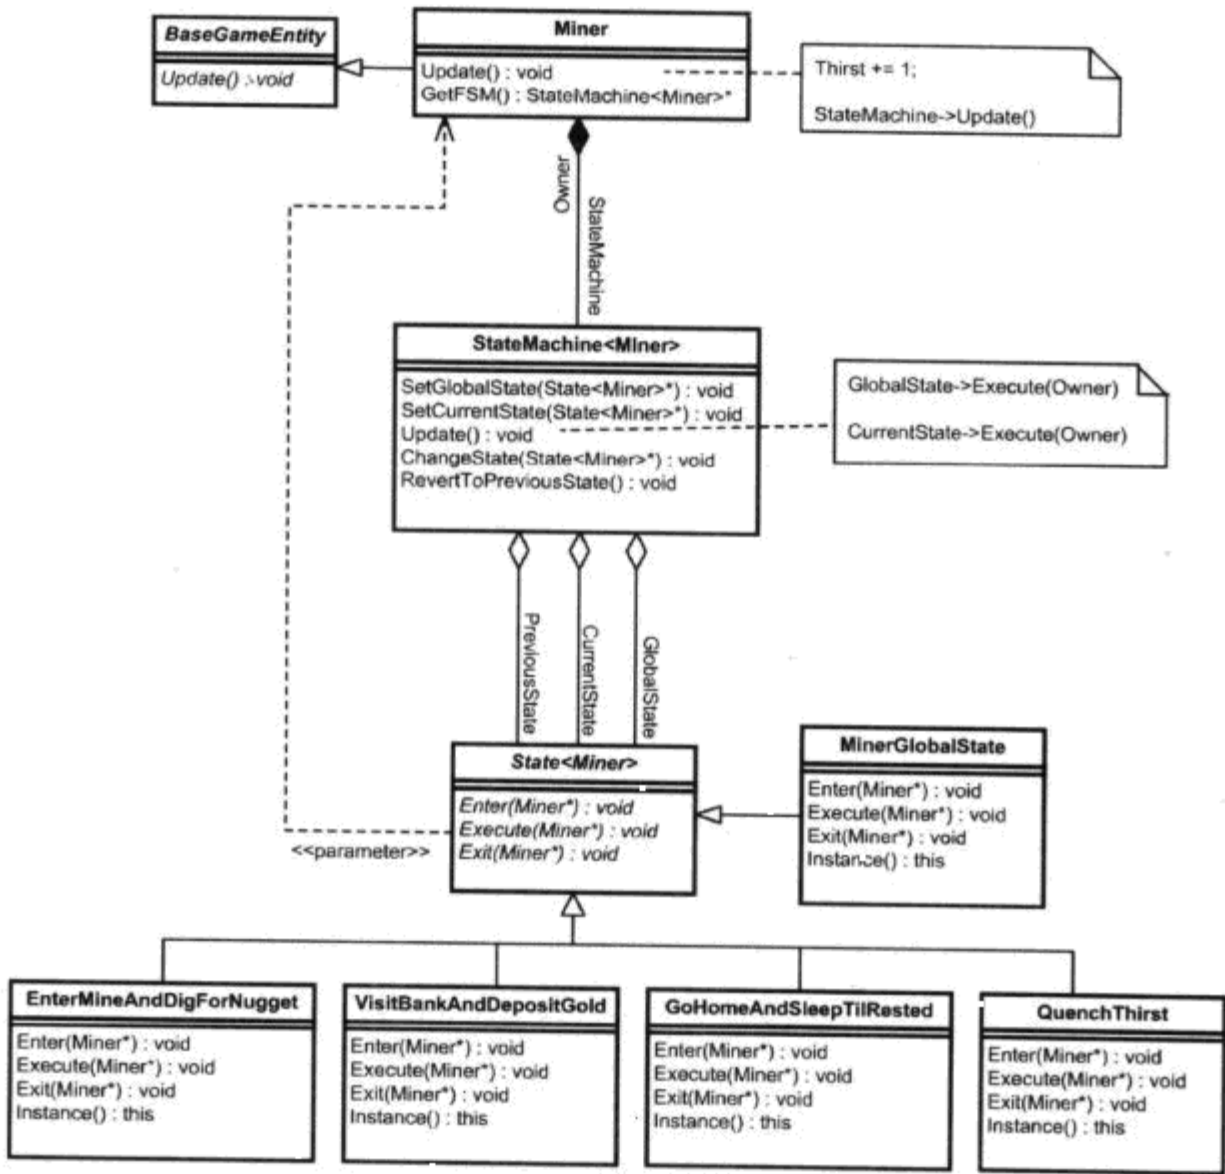 BaseGameEntity
Update() : void
Miner
Update() : void
GetFSM() : StateMachine<Miner>*
Thirst += 1;
StateMachine->Update()
Owner
StateMachine
StateMachine<MIner>
SetGlobalState(State<Miner>*) : void
SetCurrentState(State<Miner>*) : void
Update() : void
ChangeState(State<Miner>*) : void
RevertToPreviousState() : void
GlobalState->Execute(Owner)
CurrentState->Execute(Owner)
PreviousState
CurrentState
GlobalState
State<Miner>
Enter(Miner*) : void
Execute(Miner*) : void
Exit(Miner*) : void
<<parameter>>
MinerGlobalState
Enter(Miner*) : void
Execute(Miner*) : void
Exit(Miner*) : void
Instance() : this
EnterMineAndDigForNugget
Enter(Miner*) : void
Execute(Miner*) : void
Exit(Miner*) : void
Instance() : this
VisitBankAndDepositGold
Enter(Miner*) : void
Execute(Miner*) : void
Exit(Miner*) : void
Instance() : this
GoHomeAndSleepTilRested
Enter(Miner*) : void
Execute(Miner*) : void
Exit(Miner*) : void
Instance() : this
QuenchThirst
Enter(Miner*) : void
Execute(Miner*) : void
Exit(Miner*) : void
Instance() : this